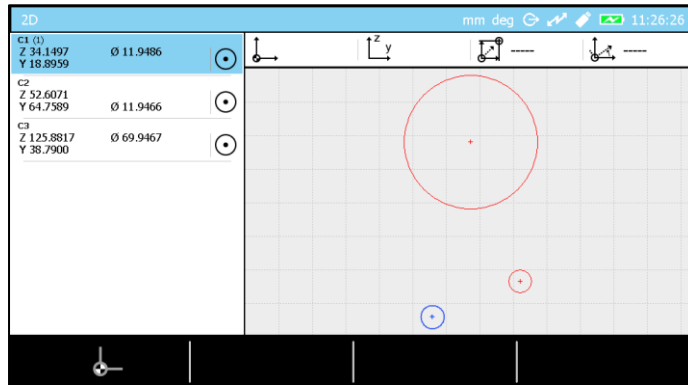 2D mm deg 11:26:26
C1 (1)
Z 34.1497 Ø 11.9486
Y 18.8959
C2
Z 52.6071
Y 64.7589 Ø 11.9466
C3
Z 125.8817 Ø 69.9467
Y 38.7900
z
y
-----
-----